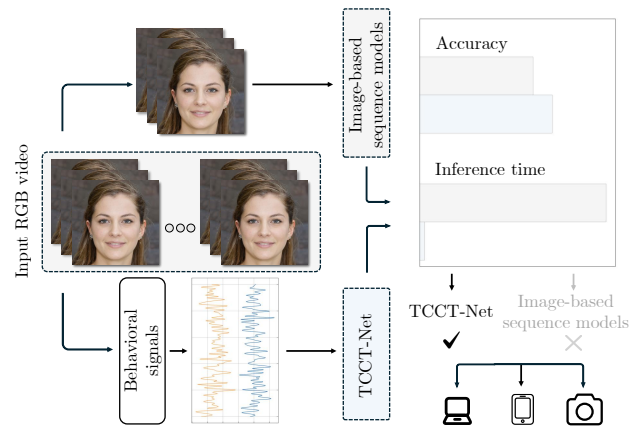 Input RGB video
Image-based
sequence models
Behavioral
signals
TCCT-Net
Accuracy
Inference time
TCCT-Net
Image-based
sequence models